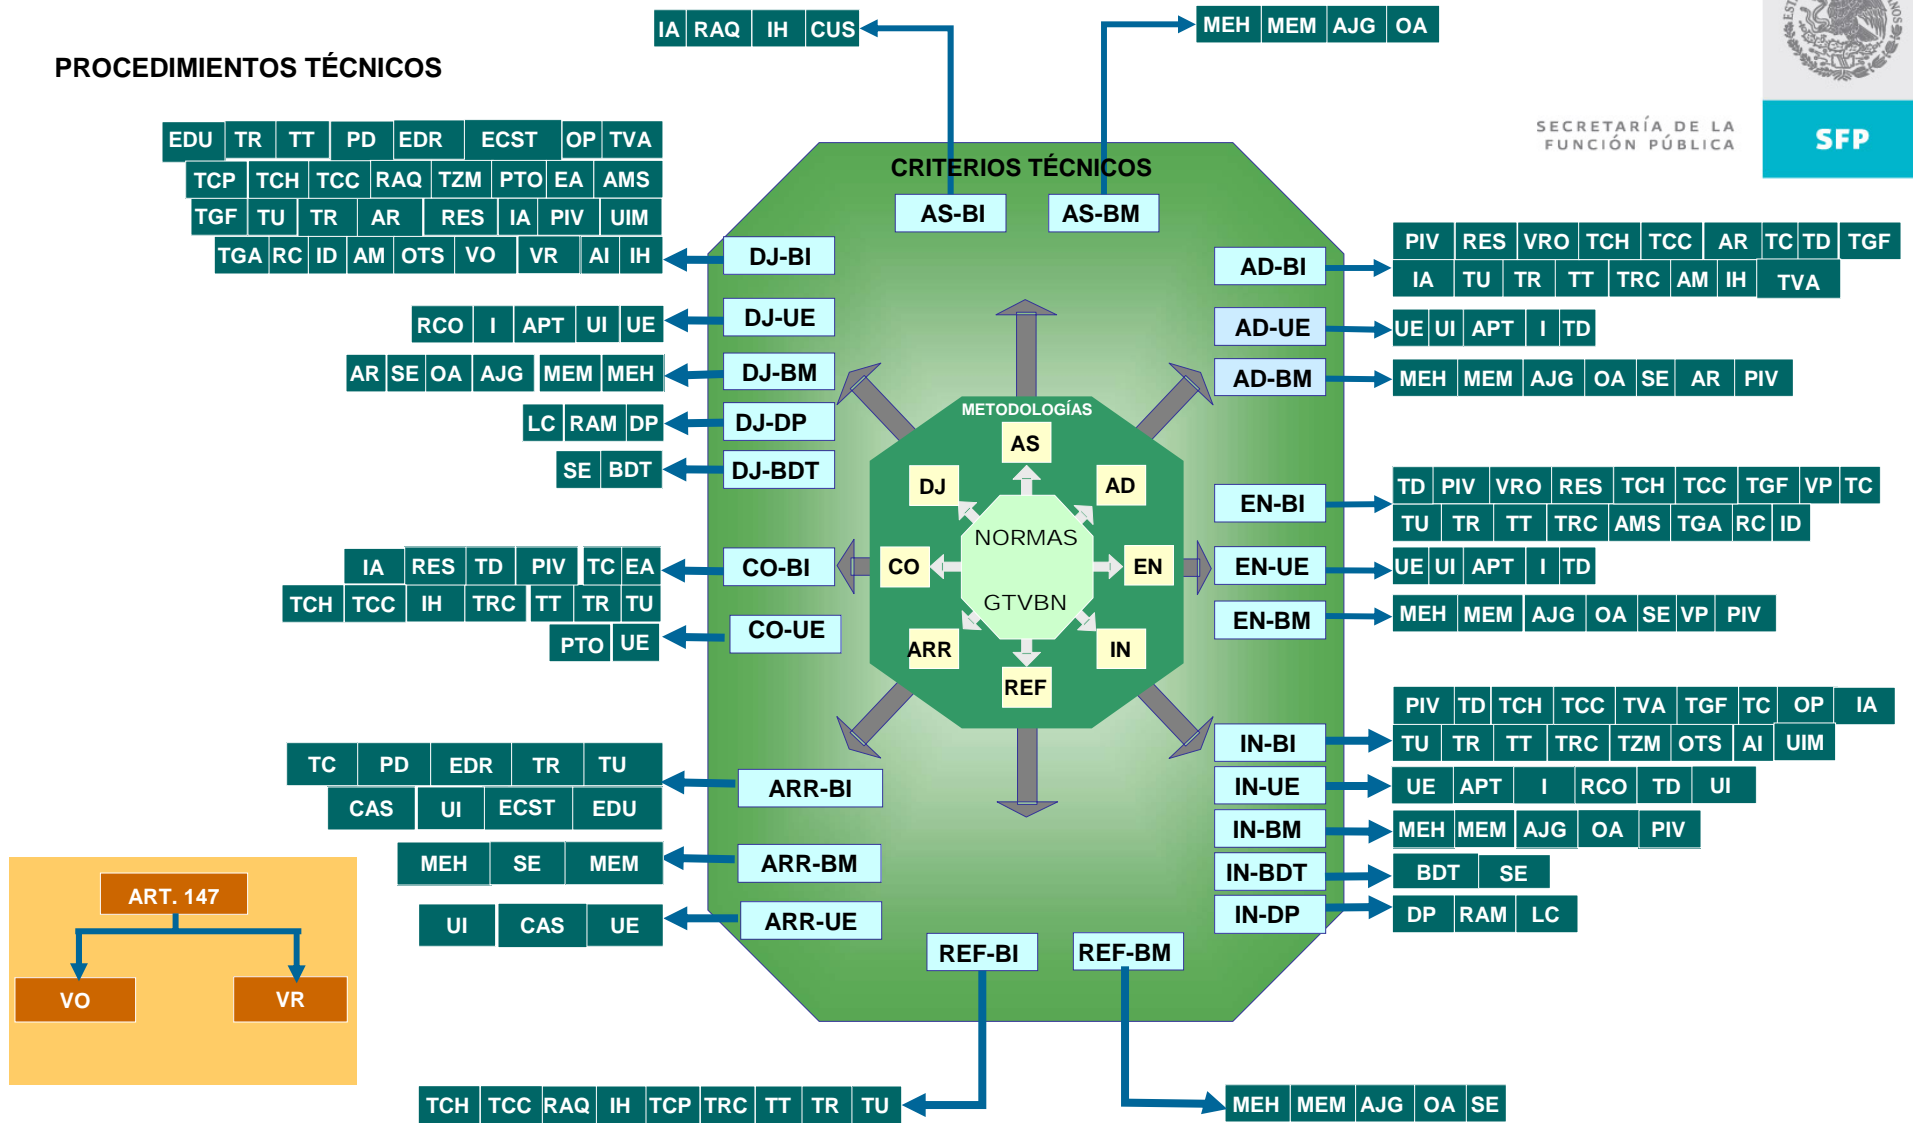 IA RAQ IH CUS
MEH MEM AJG OA
PROCEDIMIENTOS TÉCNICOS
SECRETARÍA DE LA
FUNCIÓN PÚBLICA
SFP
EDU TR TT PD EDR ECST OP TVA
TCP TCH TCC RAQ TZM PTO EA AMS
TGF TU TR AR RES IA PIV UIM
TGA RC ID AM OTS VO VR AI IH
RCO I APT UI UE
AR SE OA AJG MEM MEH
LC RAM DP
SE BDT
IA RES TD PIV TC EA
TCH TCC IH TRC TT TR TU
PTO UE
TC PD EDR TR TU
CAS UI ECST EDU
MEH SE MEM
UI CAS UE
ART. 147
VO VR
CRITERIOS TÉCNICOS
AS-BI AS-BM
DJ-BI
DJ-UE
DJ-BM
DJ-DP
DJ-BDT
CO-BI
CO-UE
ARR-BI
ARR-BM
ARR-UE
REF-BI REF-BM
METODOLOGÍAS
AS
DJ AD
NORMAS
CO EN
GTVBN
ARR IN
REF
AD-BI
AD-UE
AD-BM
EN-BI
EN-UE
EN-BM
IN-BI
IN-UE
IN-BM
IN-BDT
IN-DP
PIV RES VRO TCH TCC AR TC TD TGF
IA TU TR TT TRC AM IH TVA
UE UI APT I TD
MEH MEM AJG OA SE AR PIV
TD PIV VRO RES TCH TCC TGF VP TC
TU TR TT TRC AMS TGA RC ID
UE UI APT I TD
MEH MEM AJG OA SE VP PIV
PIV TD TCH TCC TVA TGF TC OP IA
TU TR TT TRC TZM OTS AI UIM
UE APT I RCO TD UI
MEH MEM AJG OA PIV
BDT SE
DP RAM LC
TCH TCC RAQ IH TCP TRC TT TR TU
MEH MEM AJG OA SE